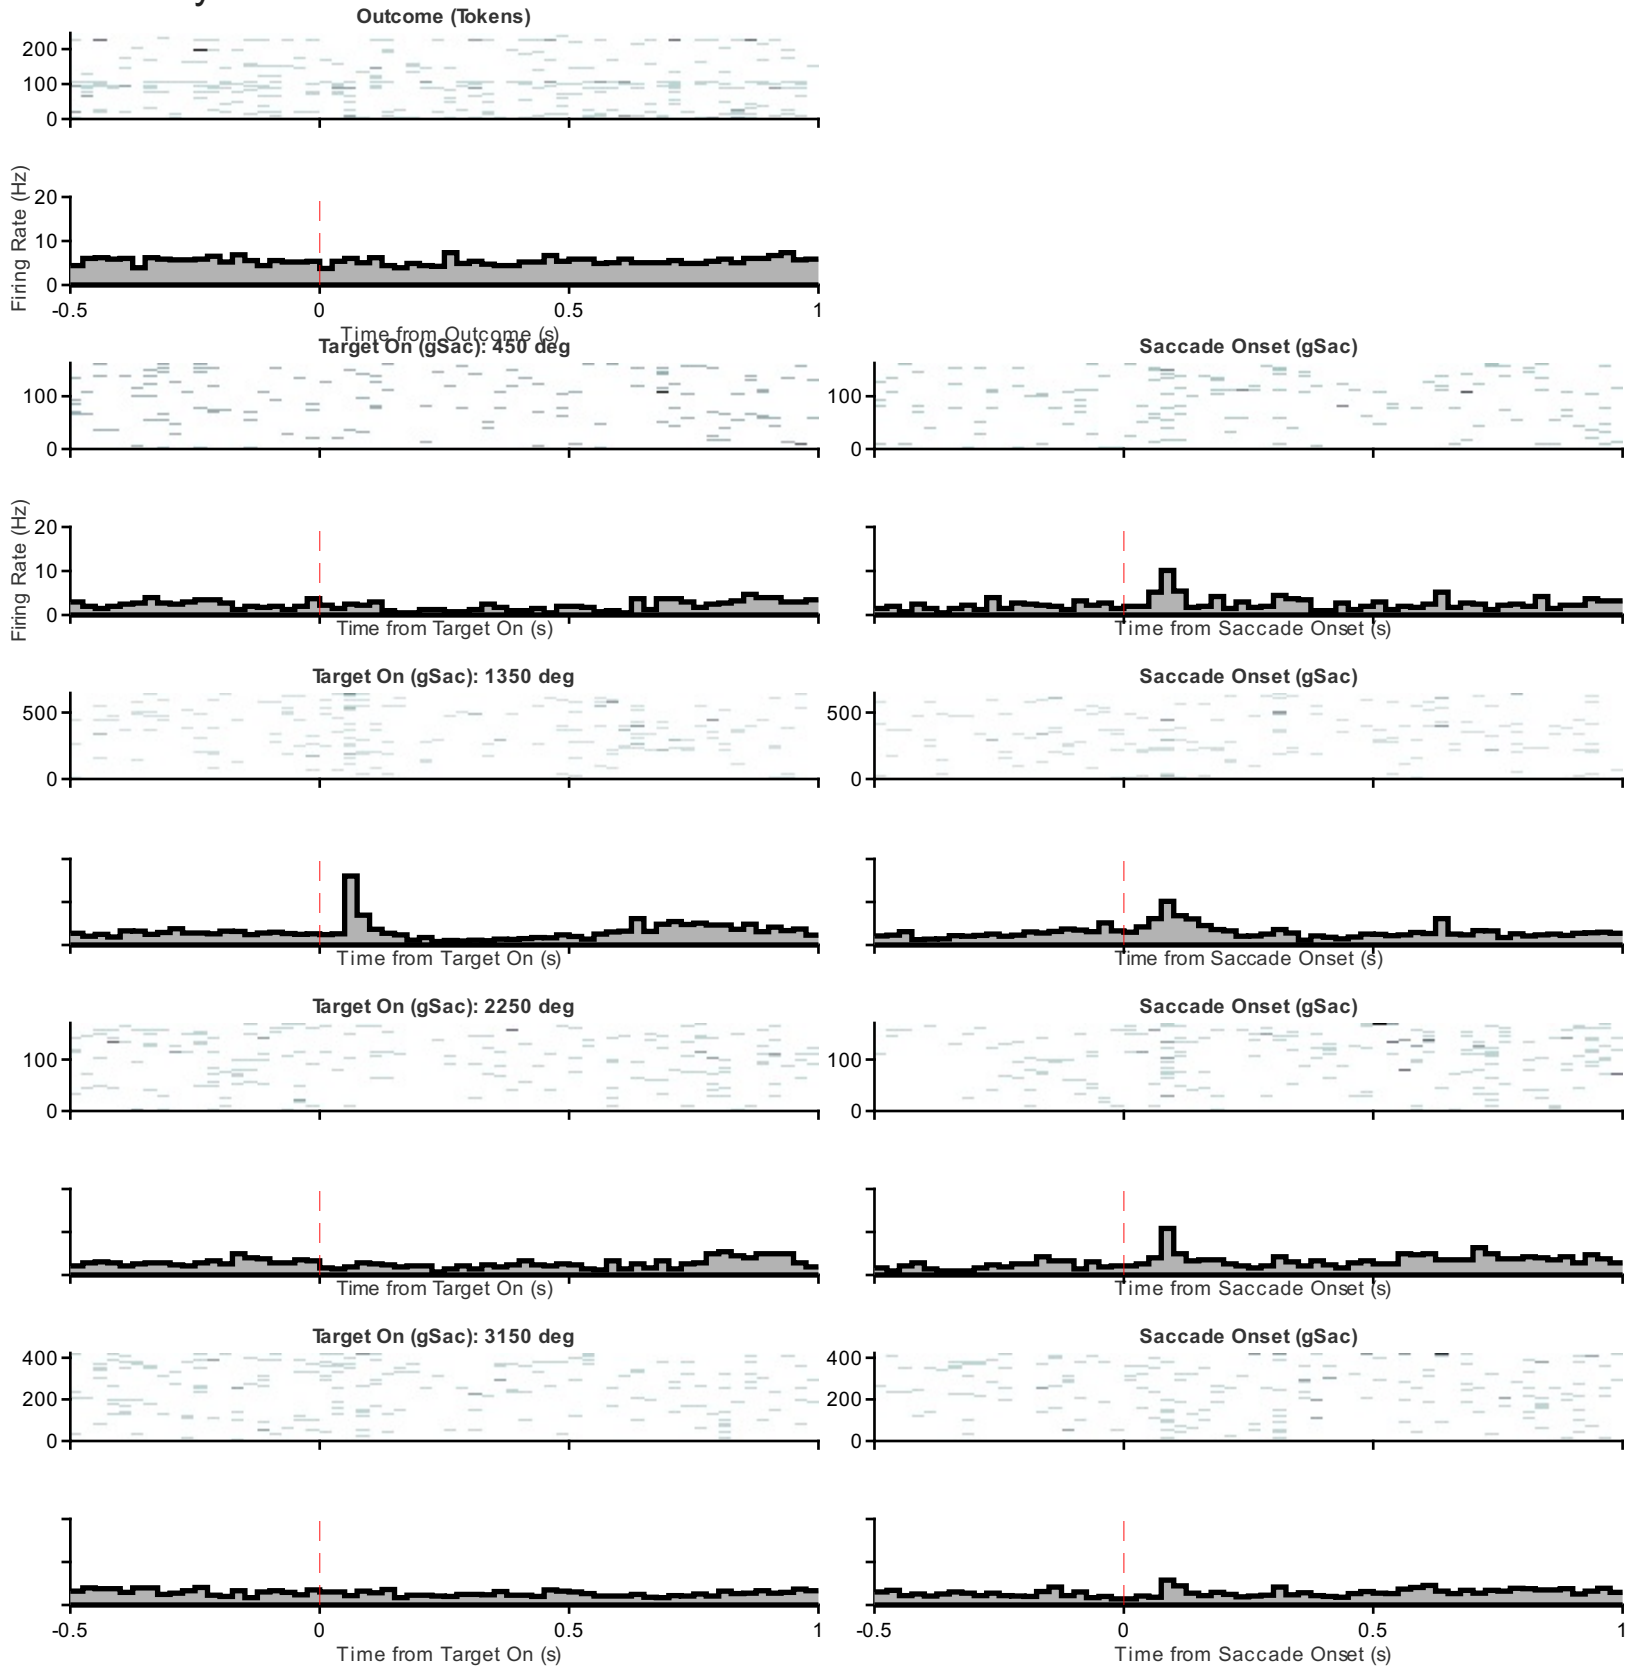 Outcome (Tokens)
200
100
0
Firing Rate (Hz)
20
10
0
-0.5 0 0.5 1
Time from Outcome (s)
Target On (gSac): 450 deg Saccade Onset (gSac)
100 100
0 0
Firing Rate (Hz)
20
10
0
Time from Target On (s) Time from Saccade Onset (s)
Target On (gSac): 1350 deg Saccade Onset (gSac)
500 500
0 0
Time from Target On (s) Time from Saccade Onset (s)
Target On (gSac): 2250 deg Saccade Onset (gSac)
100 100
0 0
Time from Target On (s) Time from Saccade Onset (s)
Target On (gSac): 3150 deg Saccade Onset (gSac)
400 400
200 200
0 0
-0.5 0 0.5 1 -0.5 0 0.5 1
Time from Target On (s) Time from Saccade Onset (s)